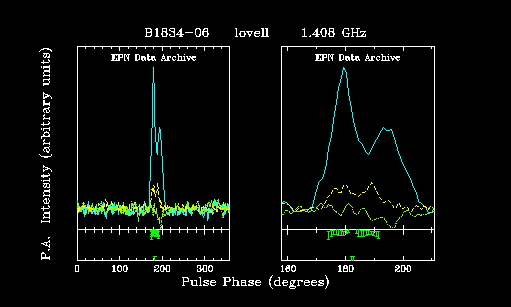 B1834-06 lovell 1.408 GHz
EPN Data Archive EPN Data Archive
P.A. Intensity (arbitrary units)
0 100 200 300 160 180 200
Pulse Phase (degrees)